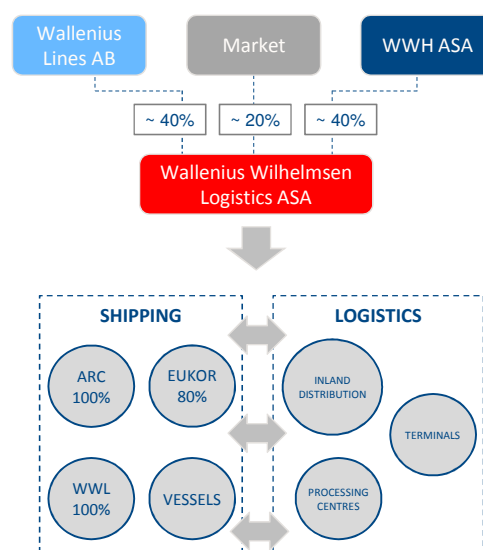 Wallenius
Lines AB
Market
WWH ASA
~ 40%
~ 20%
~ 40%
Wallenius Wilhelmsen
Logistics ASA
SHIPPING
LOGISTICS
ARC
100%
EUKOR
80%
INLAND
DISTRIBUTION
TERMINALS
WWL
100%
VESSELS
PROCESSING
CENTRES